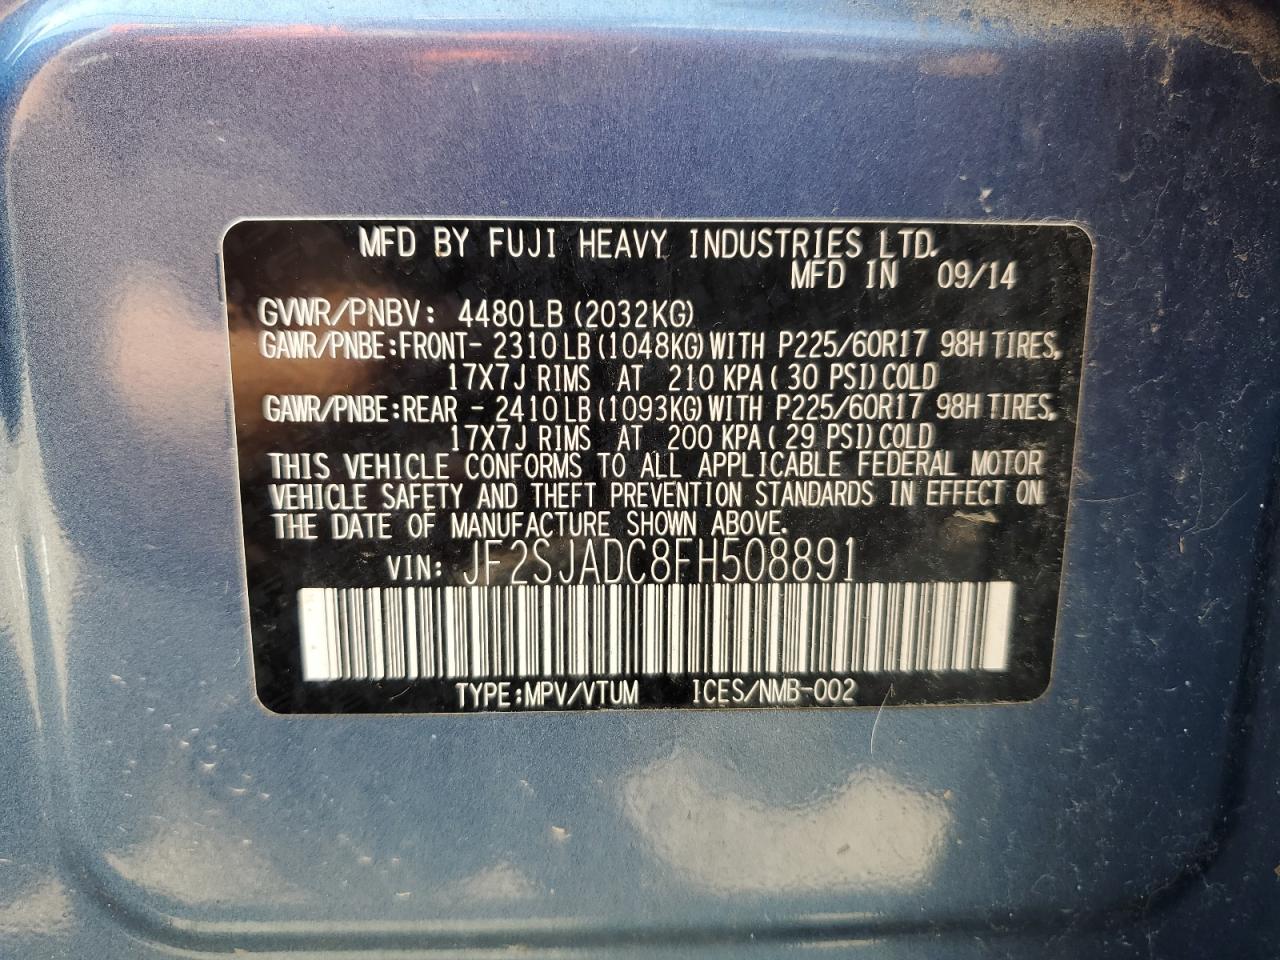 MFD BY FUJI HEAVY INDUSTRIES LTD.
MFD IN 09/14
GVWR/PNBV: 4480LB (2032KG)
GAWR/PNBE:FRONT- 2310LB (1048KG) WITH P225/60R17 98H TIRES,
17X7J RIMS AT 210 KPA (30 PSI) COLD
GAWR/PNBE:REAR - 2410LB (1093KG) WITH P225/60R17 98H TIRES,
17X7J RIMS AT 200 KPA (29 PSI) COLD
THIS VEHICLE CONFORMS TO ALL APPLICABLE FEDERAL MOTOR
VEHICLE SAFETY AND THEFT PREVENTION STANDARDS IN EFFECT ON
THE DATE OF MANUFACTURE SHOWN ABOVE.
VIN: JF2SJADC8FH508891
TYPE:MPV/VTUM ICES/NMB-002